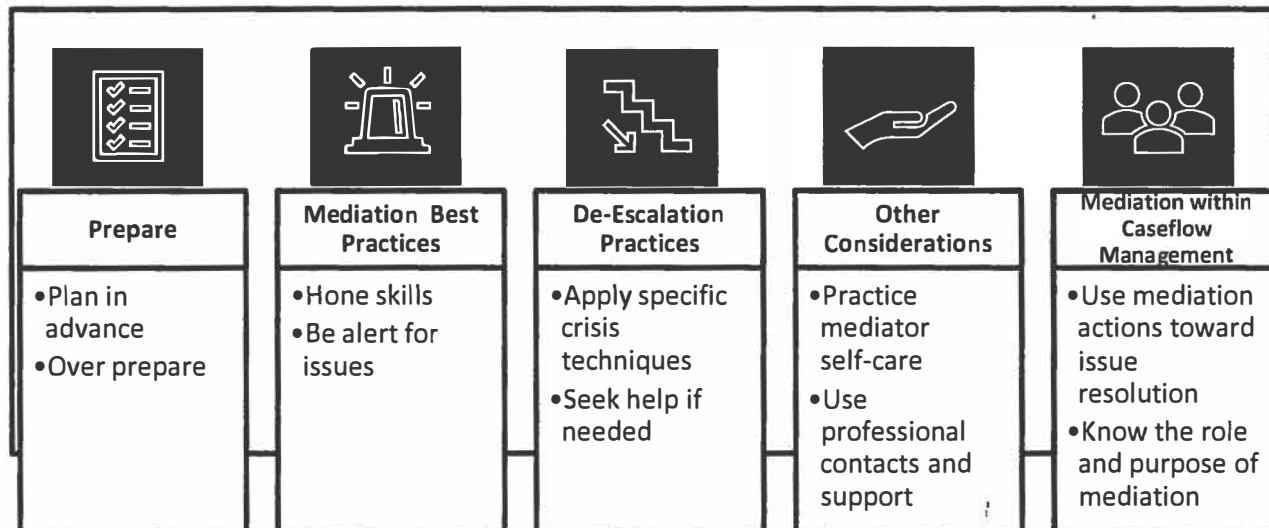 Prepare
•Plan in
advance
•Over prepare
Mediation Best
Practices
•Hone skills
•Be alert for
issues
De-Escalation
Practices
•Apply specific
crisis
techniques
•Seek help if
needed
Other
Considerations
•Practice
mediator
self-care
•Use
professional
contacts and
support
Mediation within
Caseflow
Management
•Use mediation
actions toward
issue
resolution
•Know the role
and purpose of
mediation